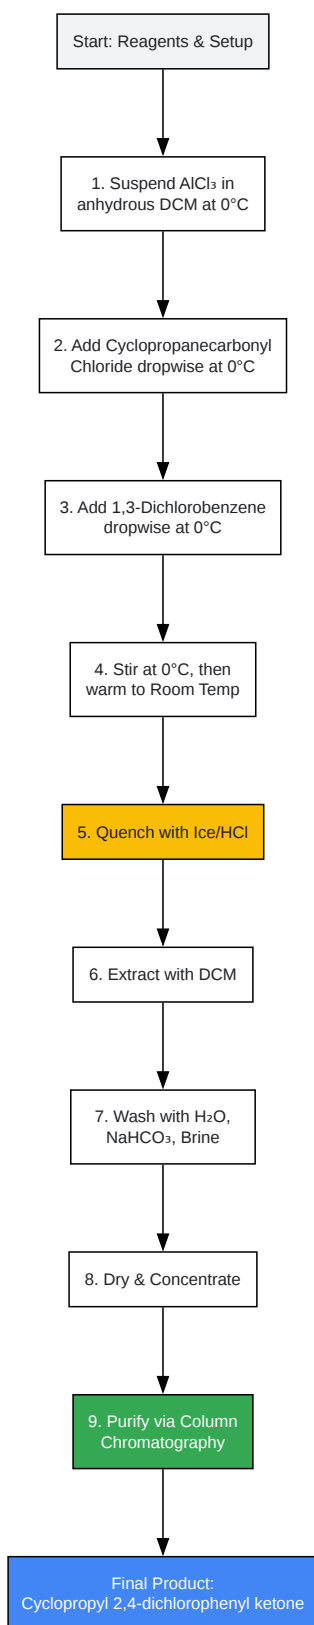 Start: Reagents & Setup
1. Suspend AlCl₃ in
anhydrous DCM at 0°C
2. Add Cyclopropanecarbonyl
Chloride dropwise at 0°C
3. Add 1,3-Dichlorobenzene
dropwise at 0°C
4. Stir at 0°C, then
warm to Room Temp
5. Quench with Ice/HCl
6. Extract with DCM
7. Wash with H₂O,
NaHCO₃, Brine
8. Dry & Concentrate
9. Purify via Column
Chromatography
Final Product:
Cyclopropyl 2,4-dichlorophenyl ketone